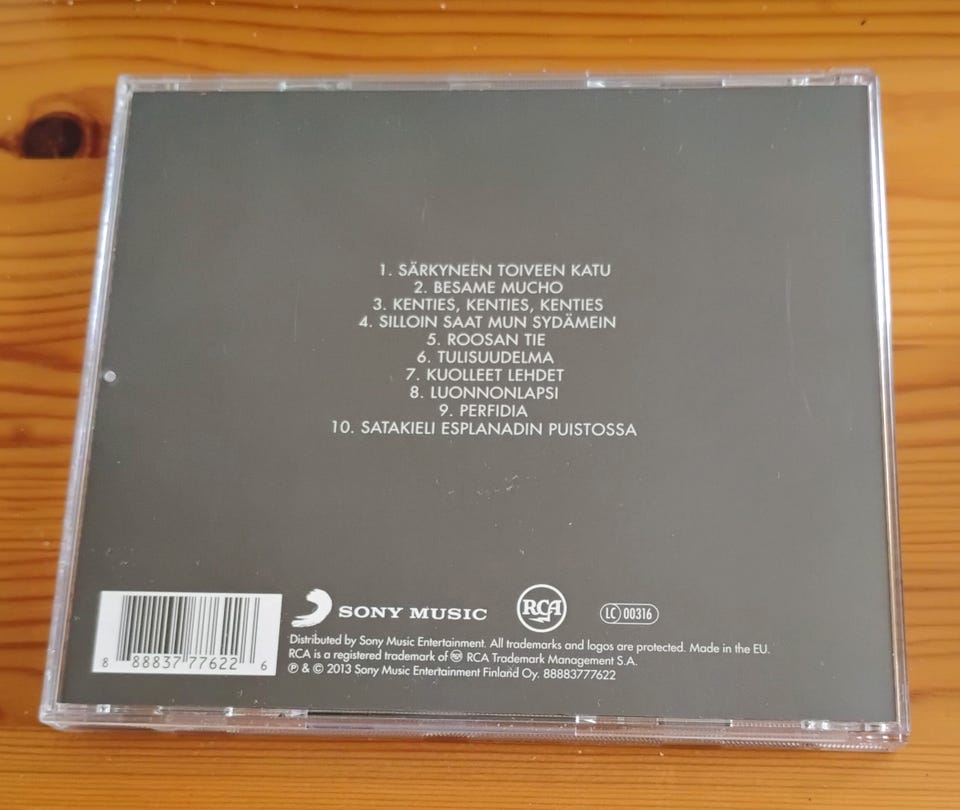 1. SÄRKYNEEN TOIVEEN KATU
2. BESAME MUCHO
3. KENTIES, KENTIES, KENTIES
4. SILLOIN SAAT MUN SYDÄMEIN
5. ROOSAN TIE
6. TULISUUDELMA
7. KUOLLEET LEHDET
8. LUONNONLAPSI
9. PERFIDIA
10. SATAKIELI ESPLANADIN PUISTOSSA
8 88837 77622 6
SONY MUSIC
RCA
LC 00316
Distributed by Sony Music Entertainment. All trademarks and logos are protected. Made in the EU.
RCA is a registered trademark of RCA RCA Trademark Management S.A.
℗ & © 2013 Sony Music Entertainment Finland Oy. 88883777622